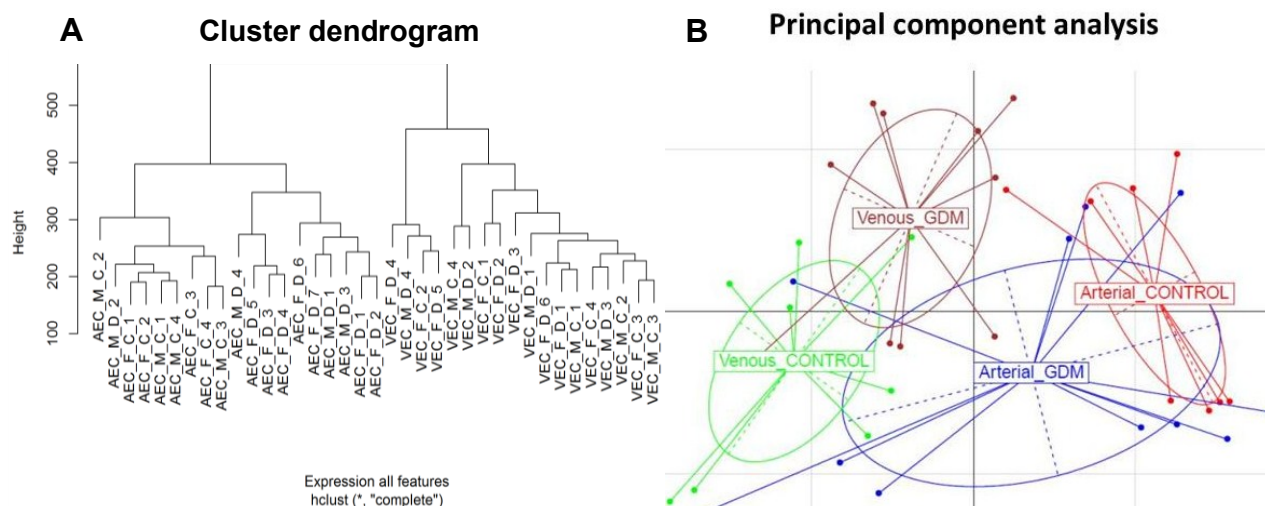 A
Cluster dendrogram
Height
500
400
300
200
100
AEC_M_C_2
AEC_M_D_2
AEC_F_C_1
AEC_F_C_2
AEC_M_C_1
AEC_M_C_4
AEC_F_C_3
AEC_F_C_4
AEC_M_C_3
AEC_M_D_4
AEC_F_D_5
AEC_F_D_3
AEC_F_D_4
AEC_F_D_6
AEC_F_D_7
AEC_M_D_1
AEC_M_D_3
AEC_F_D_1
AEC_F_D_2
VEC_F_D_4
VEC_M_D_4
VEC_F_C_2
VEC_F_D_5
VEC_M_C_4
VEC_M_D_2
VEC_F_C_1
VEC_F_D_2
VEC_F_D_3
VEC_M_D_1
VEC_F_D_6
VEC_F_D_1
VEC_M_C_1
VEC_F_C_4
VEC_M_D_3
VEC_M_C_2
VEC_F_C_3
VEC_M_C_3
Expression all features
hclust (*, "complete")
B
Principal component analysis
Venous_GDM
Arterial_CONTROL
Venous_CONTROL
Arterial_GDM